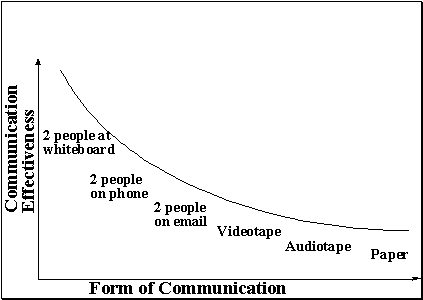 Communication
Effectiveness
2 people at
whiteboard
2 people
on phone
2 people
on email
Videotape
Audiotape
Paper
Form of Communication